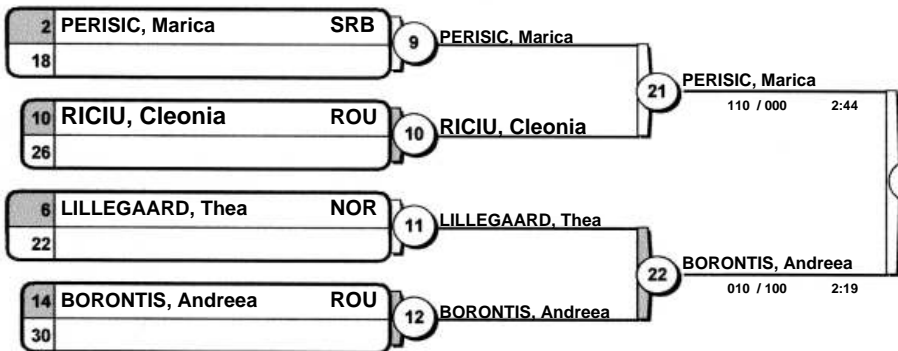 2 PERISIC, Marica SRB
18
9 PERISIC, Marica
10 RICIU, Cleonia ROU
26
10 RICIU, Cleonia
21 PERISIC, Marica
110 / 000 2:44
6 LILLEGAARD, Thea NOR
22
11 LILLEGAARD, Thea
14 BORONTIS, Andreea ROU
30
12 BORONTIS, Andreea
22 BORONTIS, Andreea
010 / 100 2:19